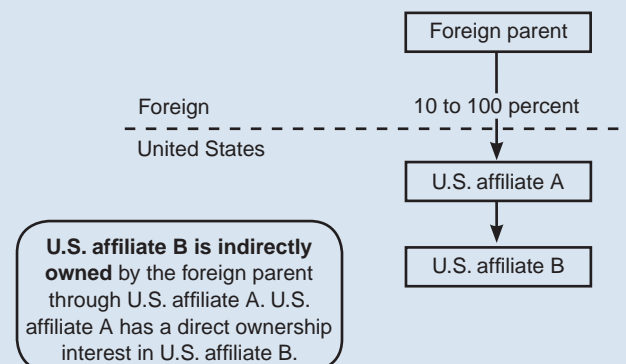 Foreign parent
Foreign
10 to 100 percent
United States
U.S. affiliate A
U.S. affiliate B
U.S. affiliate B is indirectly
owned by the foreign parent
through U.S. affiliate A. U.S.
affiliate A has a direct ownership
interest in U.S. affiliate B.